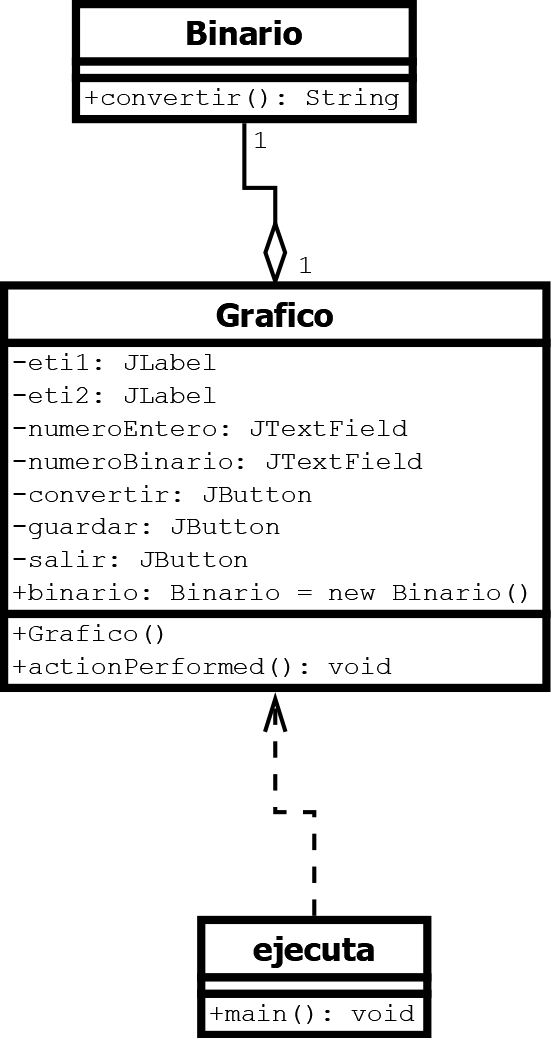 Binario
+convertir(): String
1
1
Grafico
-eti1: JLabel
-eti2: JLabel
-numeroEntero: JTextField
-numeroBinario: JTextField
-convertir: JButton
-guardar: JButton
-salir: JButton
+binario: Binario = new Binario()
+Grafico()
+actionPerformed(): void
ejecuta
+main(): void